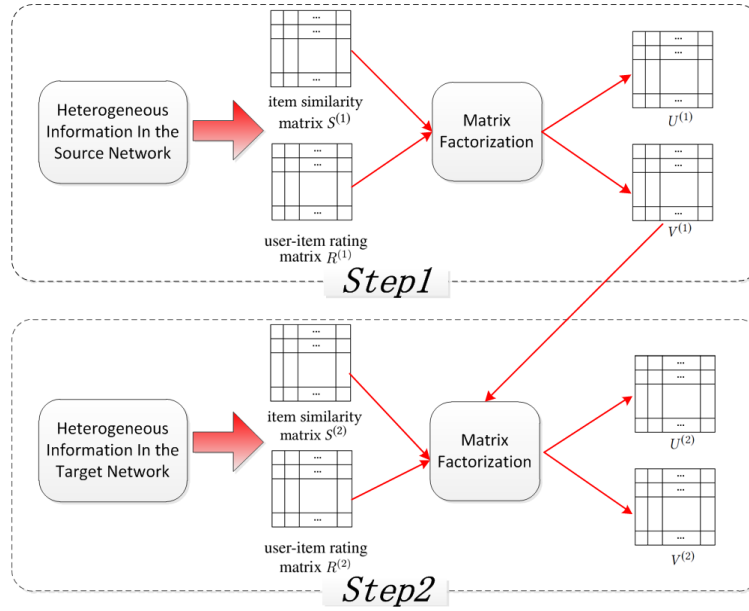 ...
...
...
item similarity
matrix S⁽¹⁾
Heterogeneous
Information In the
Source Network
...
...
...
user-item rating
matrix R⁽¹⁾
Matrix
Factorization
...
...
...
U⁽¹⁾
...
...
...
V⁽¹⁾
Step1
...
...
...
item similarity
matrix S⁽²⁾
Heterogeneous
Information In the
Target Network
...
...
...
user-item rating
matrix R⁽²⁾
Matrix
Factorization
...
...
...
U⁽²⁾
...
...
...
V⁽²⁾
Step2